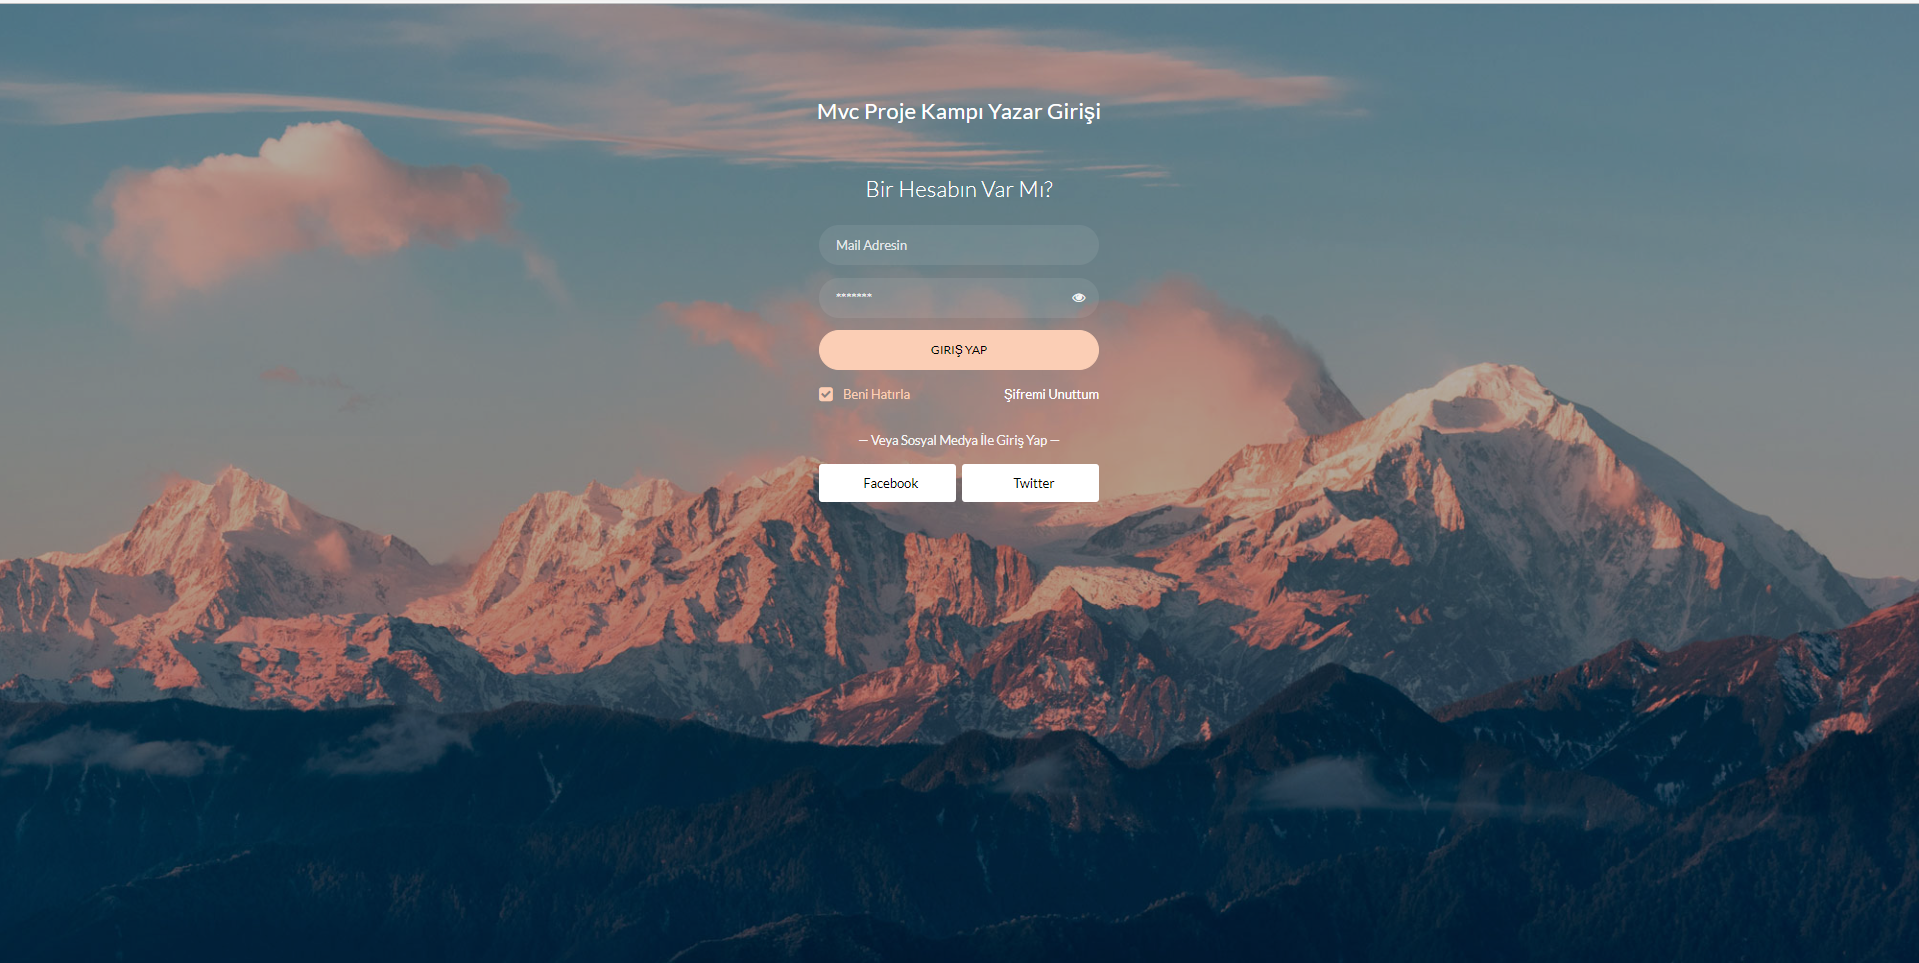 Mvc Proje Kampı Yazar Girişi
Bir Hesabın Var Mı?
Mail Adresin
*******
GIRIŞ YAP
Beni Hatırla Şifremi Unuttum
— Veya Sosyal Medya İle Giriş Yap —
Facebook Twitter